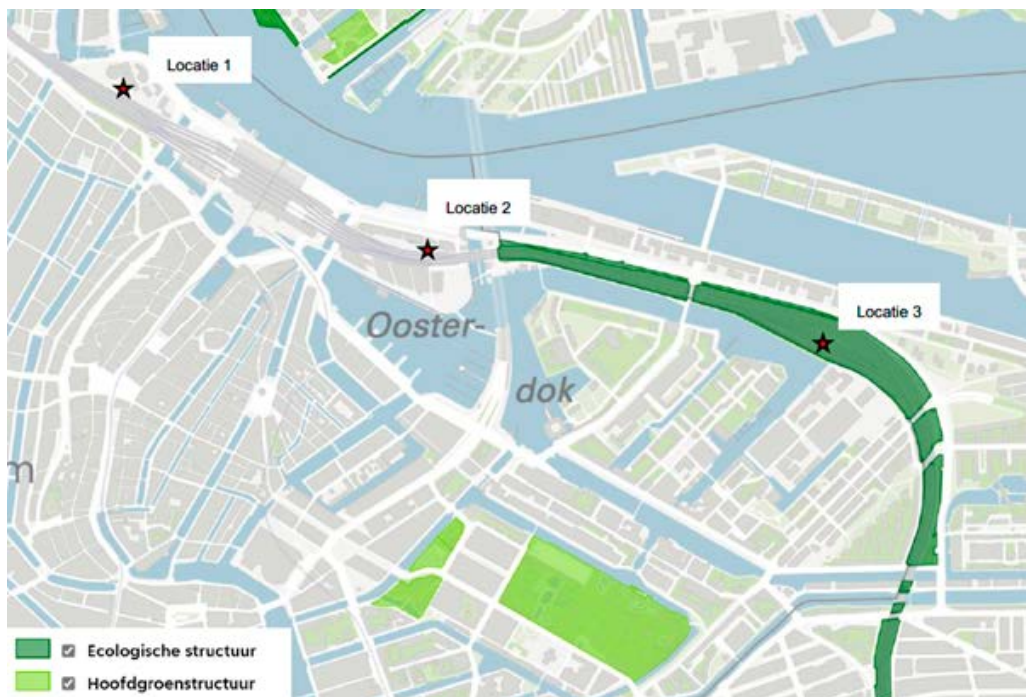 Locatie 1
Locatie 2
Locatie 3
Ooster-
dok
m
Ecologische structuur
Hoofdgroenstructuur